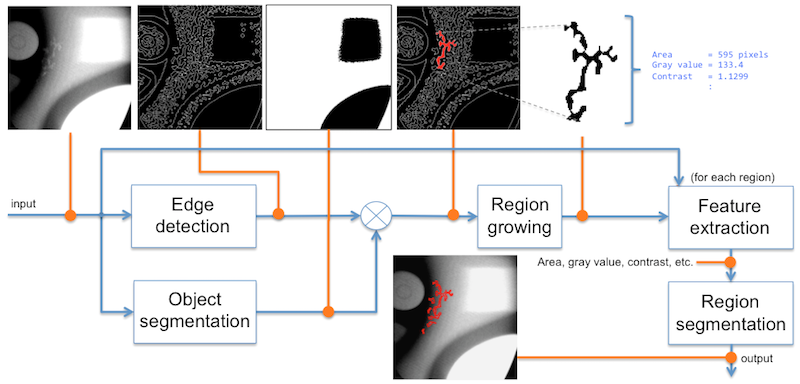 Area = 595 pixels
Gray value = 133.4
Contrast = 1.1299
:
(for each region)
input
Edge
detection
Region
growing
Feature
extraction
Area, gray value, contrast, etc.
Object
segmentation
Region
segmentation
output